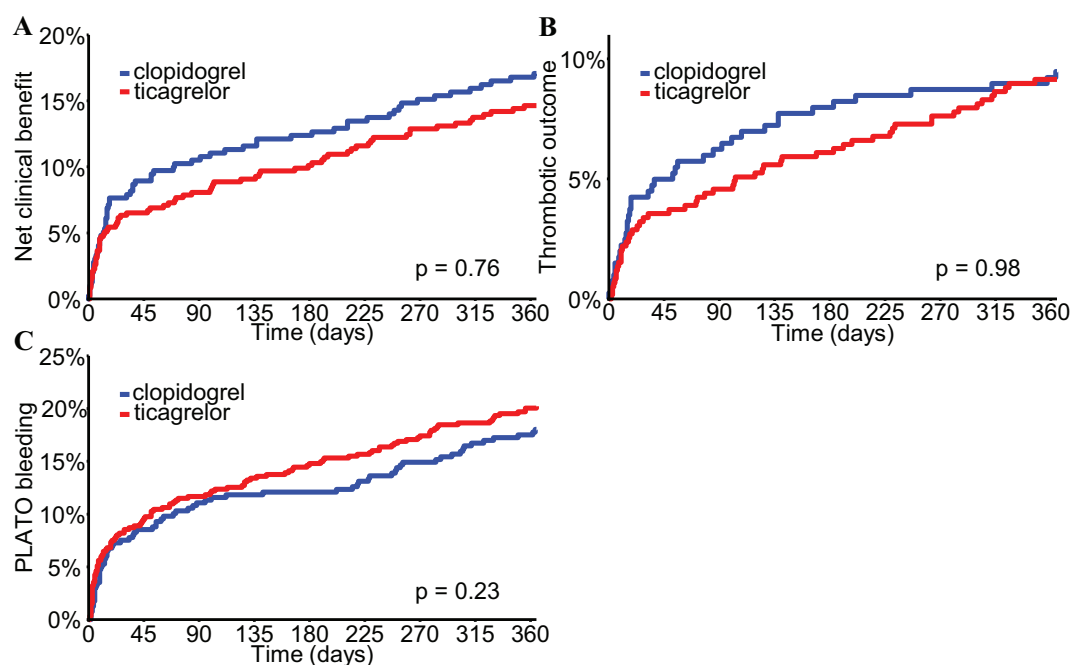 A
Net clinical benefit
20%
15%
10%
5%
0%
clopidogrel
ticagrelor
p = 0.76
0 45 90 135 180 225 270 315 360
Time (days)
B
Thrombotic outcome
10%
5%
0%
clopidogrel
ticagrelor
p = 0.98
0 45 90 135 180 225 270 315 360
Time (days)
C
PLATO bleeding
25%
20%
15%
10%
5%
0%
clopidogrel
ticagrelor
p = 0.23
0 45 90 135 180 225 270 315 360
Time (days)